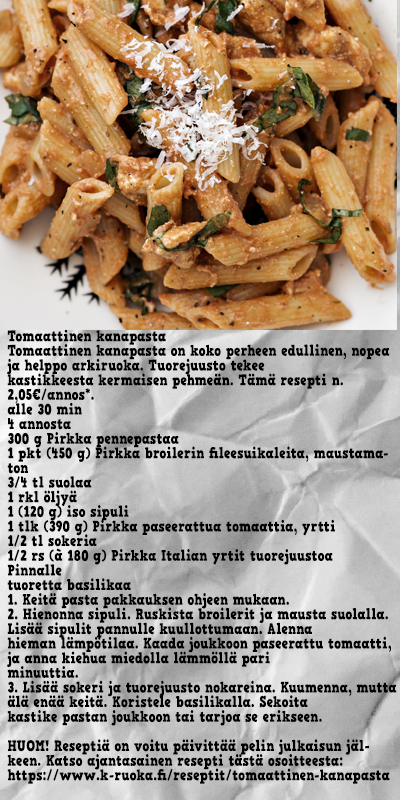 Tomaattinen kanapasta
Tomaattinen kanapasta on koko perheen edullinen, nopea
ja helppo arkiruoka. Tuorejuusto tekee
kastikkeesta kermaisen pehmeän. Tämä resepti n.
2,05€/annos*.
alle 30 min
4 annosta
300 g Pirkka pennepastaa
1 pkt (450 g) Pirkka broilerin fileesuikaleita, maustama-
ton
3/4 tl suolaa
1 rkl öljyä
1 (120 g) iso sipuli
1 tlk (390 g) Pirkka paseerattua tomaattia, yrtti
1/2 tl sokeria
1/2 rs (à 180 g) Pirkka Italian yrtit tuorejuustoa
Pinnalle
tuoretta basilikaa
1. Keitä pasta pakkauksen ohjeen mukaan.
2. Hienonna sipuli. Ruskista broilerit ja mausta suolalla.
Lisää sipulit pannulle kuullottumaan. Alenna
hieman lämpötilaa. Kaada joukkoon paseerattu tomaatti,
ja anna kiehua miedolla lämmöllä pari
minuuttia.
3. Lisää sokeri ja tuorejuusto nokareina. Kuumenna, mutta
älä enää keitä. Koristele basilikalla. Sekoita
kastike pastan joukkoon tai tarjoa se erikseen.

HUOM! Reseptiä on voitu päivittää pelin julkaisun jäl-
keen. Katso ajantasainen resepti tästä osoitteesta:
https://www.k-ruoka.fi/reseptit/tomaattinen-kanapasta